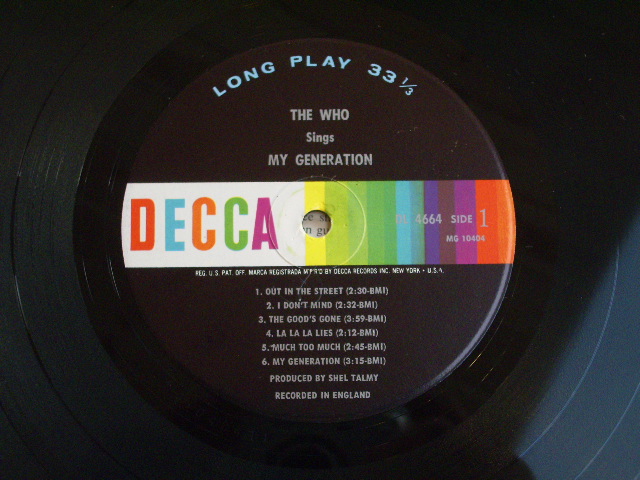 LONG PLAY 33 1/3
THE WHO
Sings
MY GENERATION
DECCA
DL 4664 SIDE 1
MG 10404
REG. U.S. PAT. OFF. MARCA REGISTRADA M'F'R'D BY DECCA RECORDS INC. NEW YORK • U.S.A.
1. OUT IN THE STREET (2:30-BMI)
2. I DON'T MIND (2:32-BMI)
3. THE GOOD'S GONE (3:59-BMI)
4. LA LA LA LIES (2:12-BMI)
5. MUCH TOO MUCH (2:45-BMI)
6. MY GENERATION (3:15-BMI)
PRODUCED BY SHEL TALMY
RECORDED IN ENGLAND